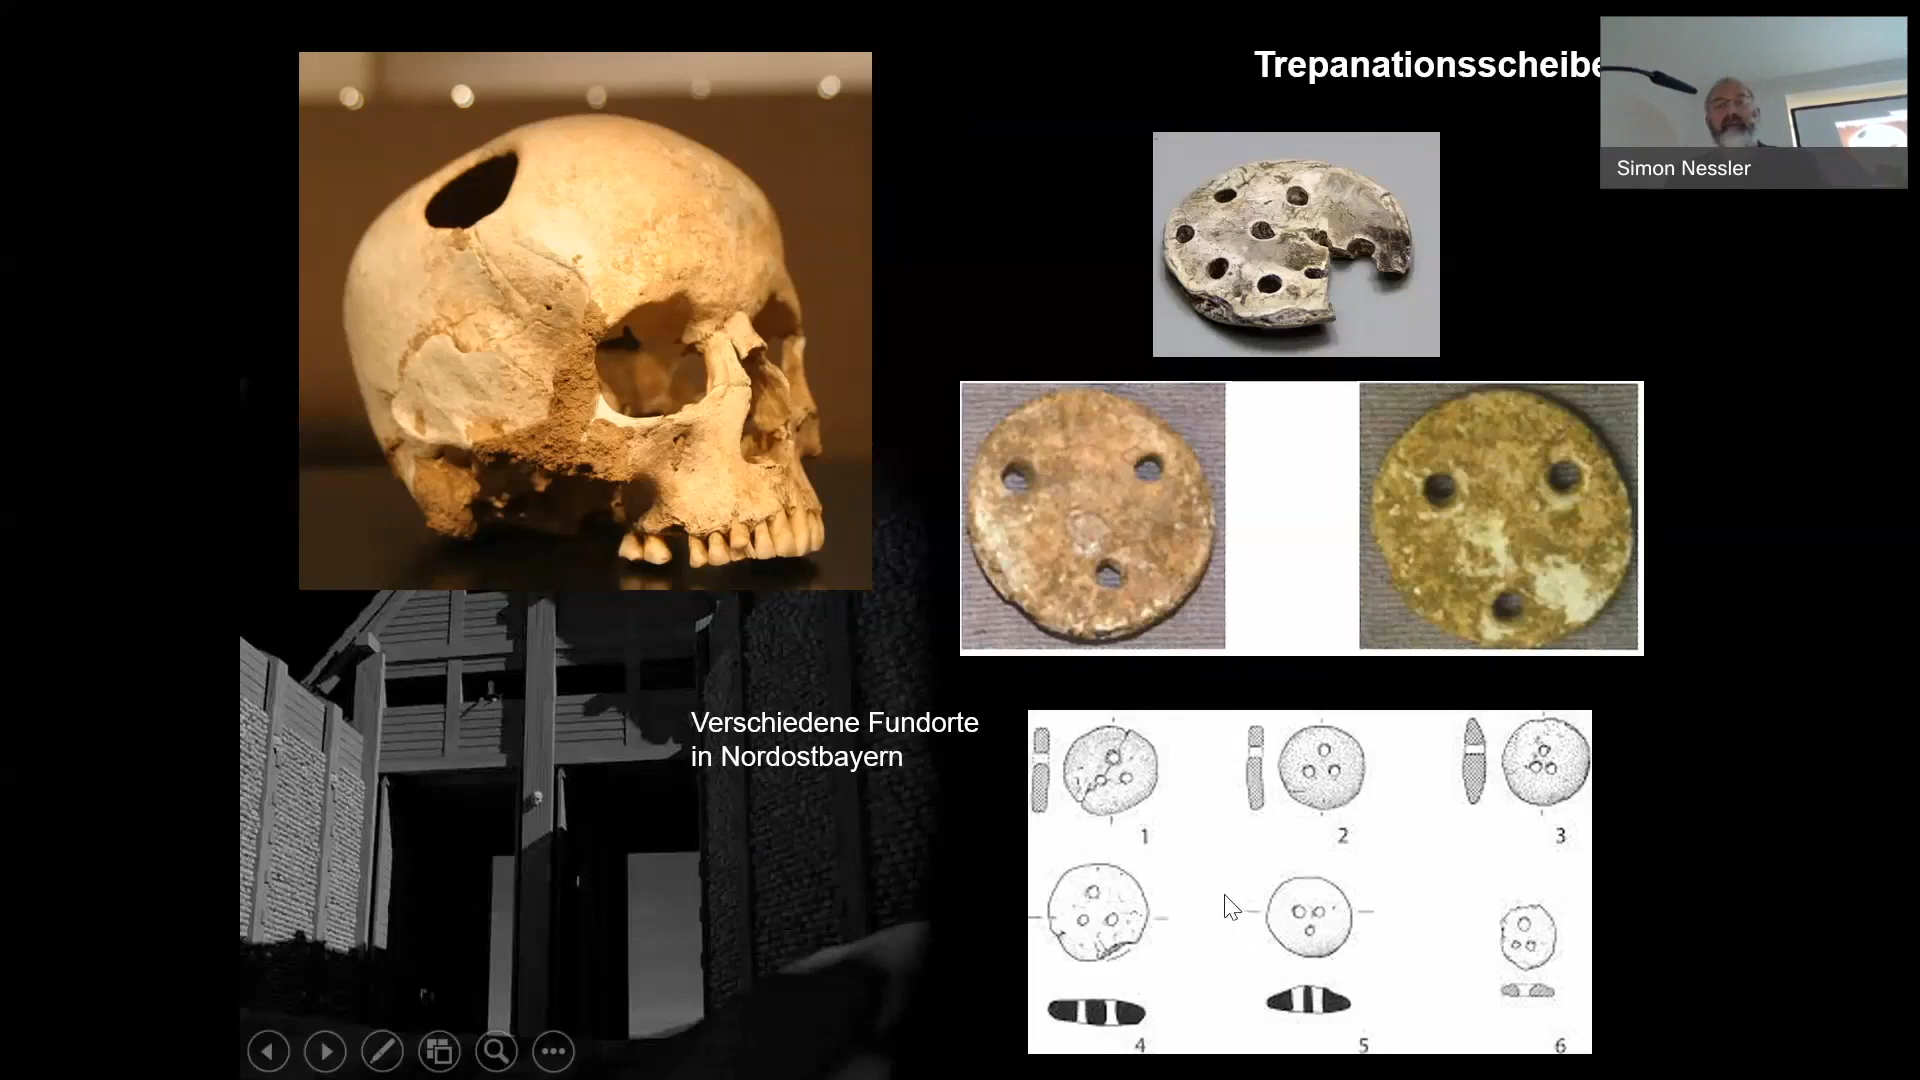 Trepanationsscheibe
Simon Nessler
Verschiedene Fundorte
in Nordostbayern
1
2
3
4
5
6